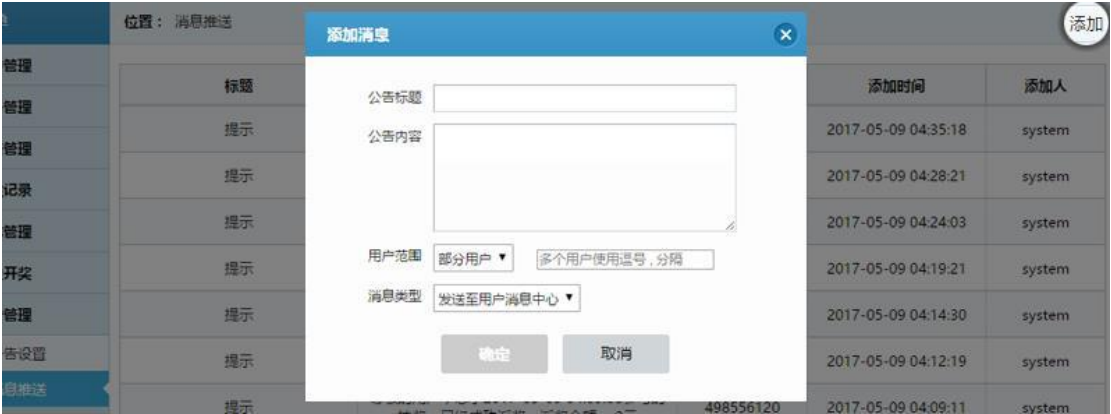 位置： 消息推送
添加
添加消息
管理
管理
管理
记录
管理
开奖
管理
告设置
息推送
标题 添加时间 添加人
提示 2017-05-09 04:35:18 system
提示 2017-05-09 04:28:21 system
提示 2017-05-09 04:24:03 system
提示 2017-05-09 04:19:21 system
提示 2017-05-09 04:14:30 system
提示 2017-05-09 04:12:19 system
提示 498556120 2017-05-09 04:09:11 system
公告标题
公告内容
用户范围 部分用户 多个用户使用逗号,分隔
消息类型 发送至用户消息中心
确定 取消